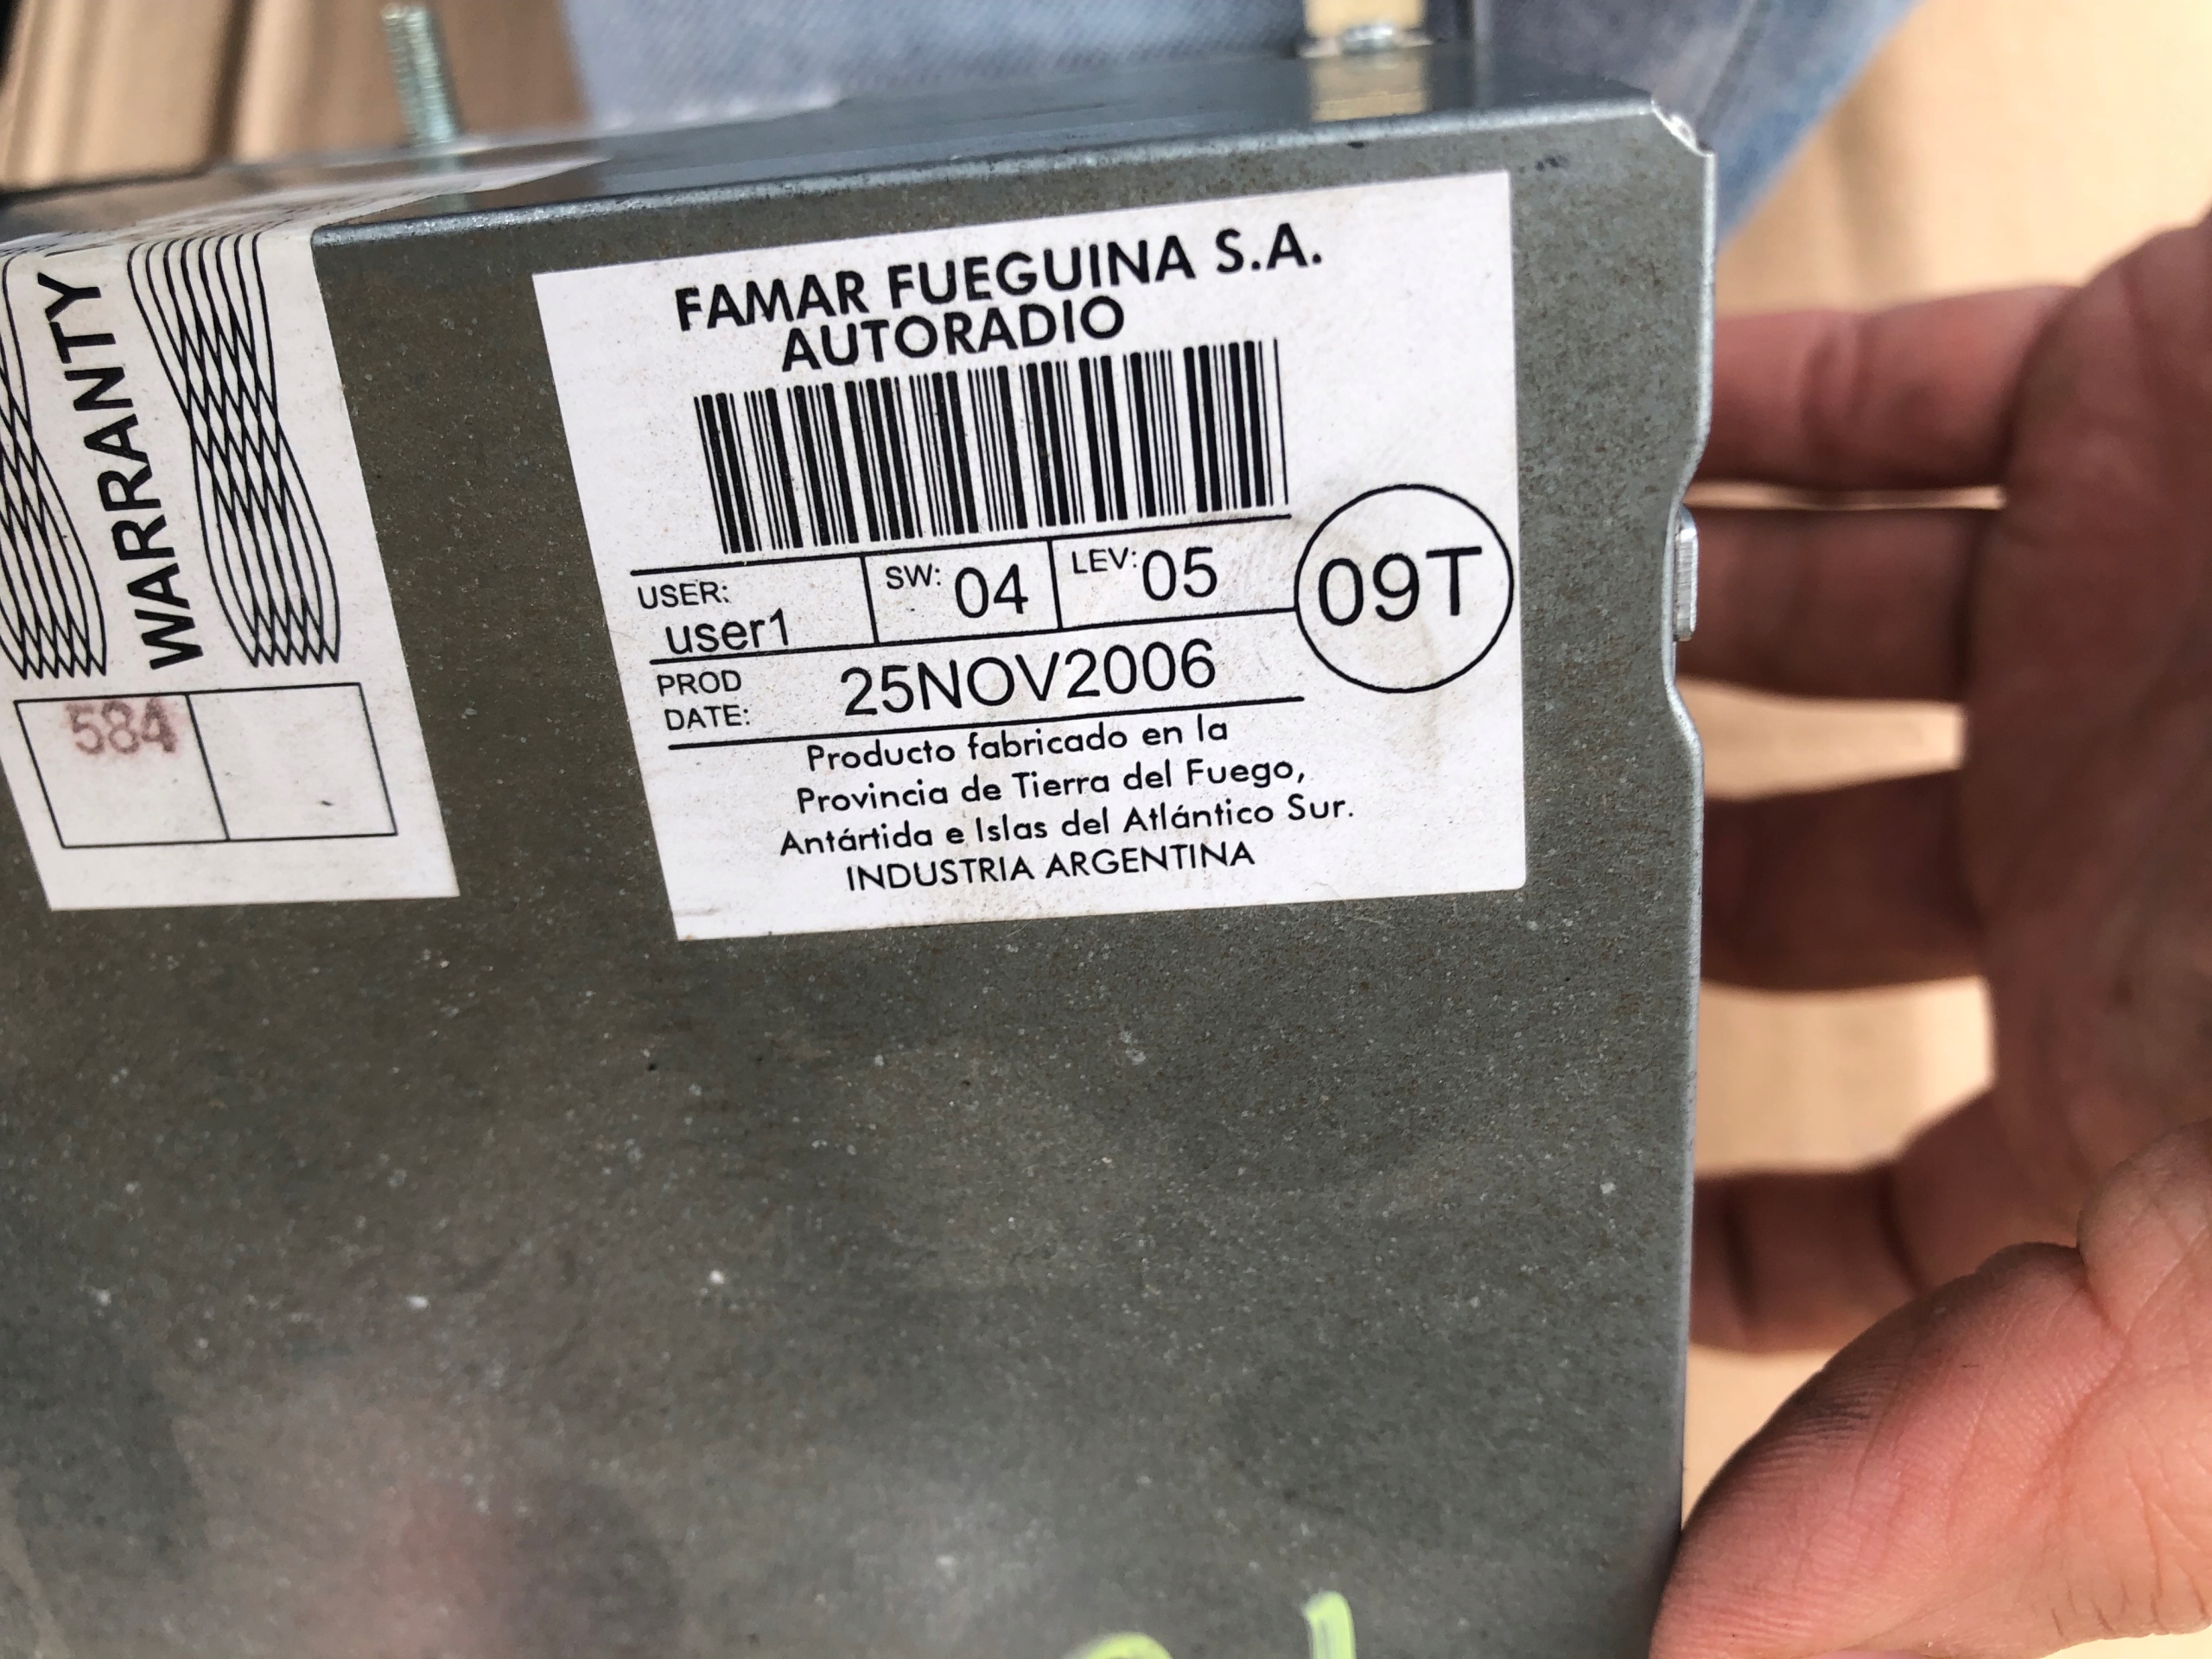 WARRANTY
584
FAMAR FUEGUINA S.A.
AUTORADIO
USER:
user1
SW: 04
LEV: 05
09T
PROD
DATE:
25NOV2006
Producto fabricado en la
Provincia de Tierra del Fuego,
Antártida e Islas del Atlántico Sur.
INDUSTRIA ARGENTINA